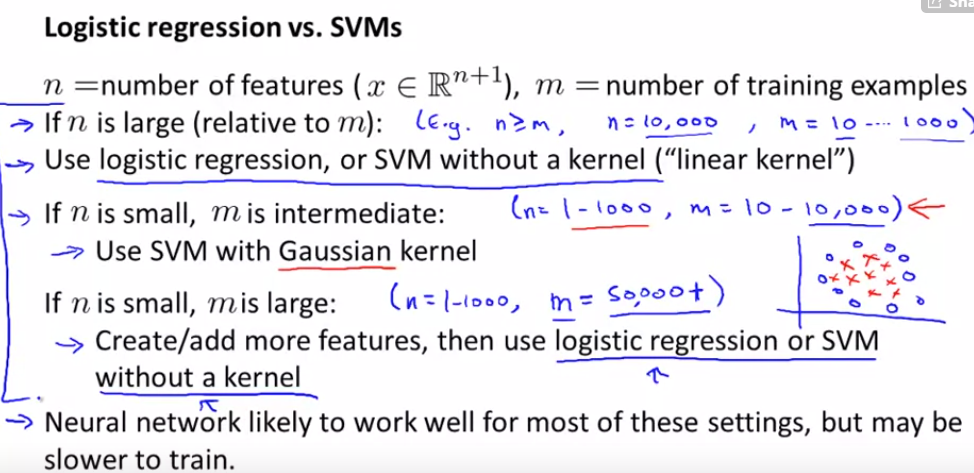 Sha
Logistic regression vs. SVMs
n =number of features (x ∈ ℝⁿ⁺¹), m = number of training examples
→ If n is large (relative to m): (E.g. n ≥ m, n = 10,000, m = 10 ... 1000)
→ Use logistic regression, or SVM without a kernel (“linear kernel”)
→ If n is small, m is intermediate: (n = 1 - 1000, m = 10 - 10,000) ←
→ Use SVM with Gaussian kernel
If n is small, m is large: (n = 1 - 1000, m = 50,000+)
→ Create/add more features, then use logistic regression or SVM
without a kernel
→ Neural network likely to work well for most of these settings, but may be
slower to train.